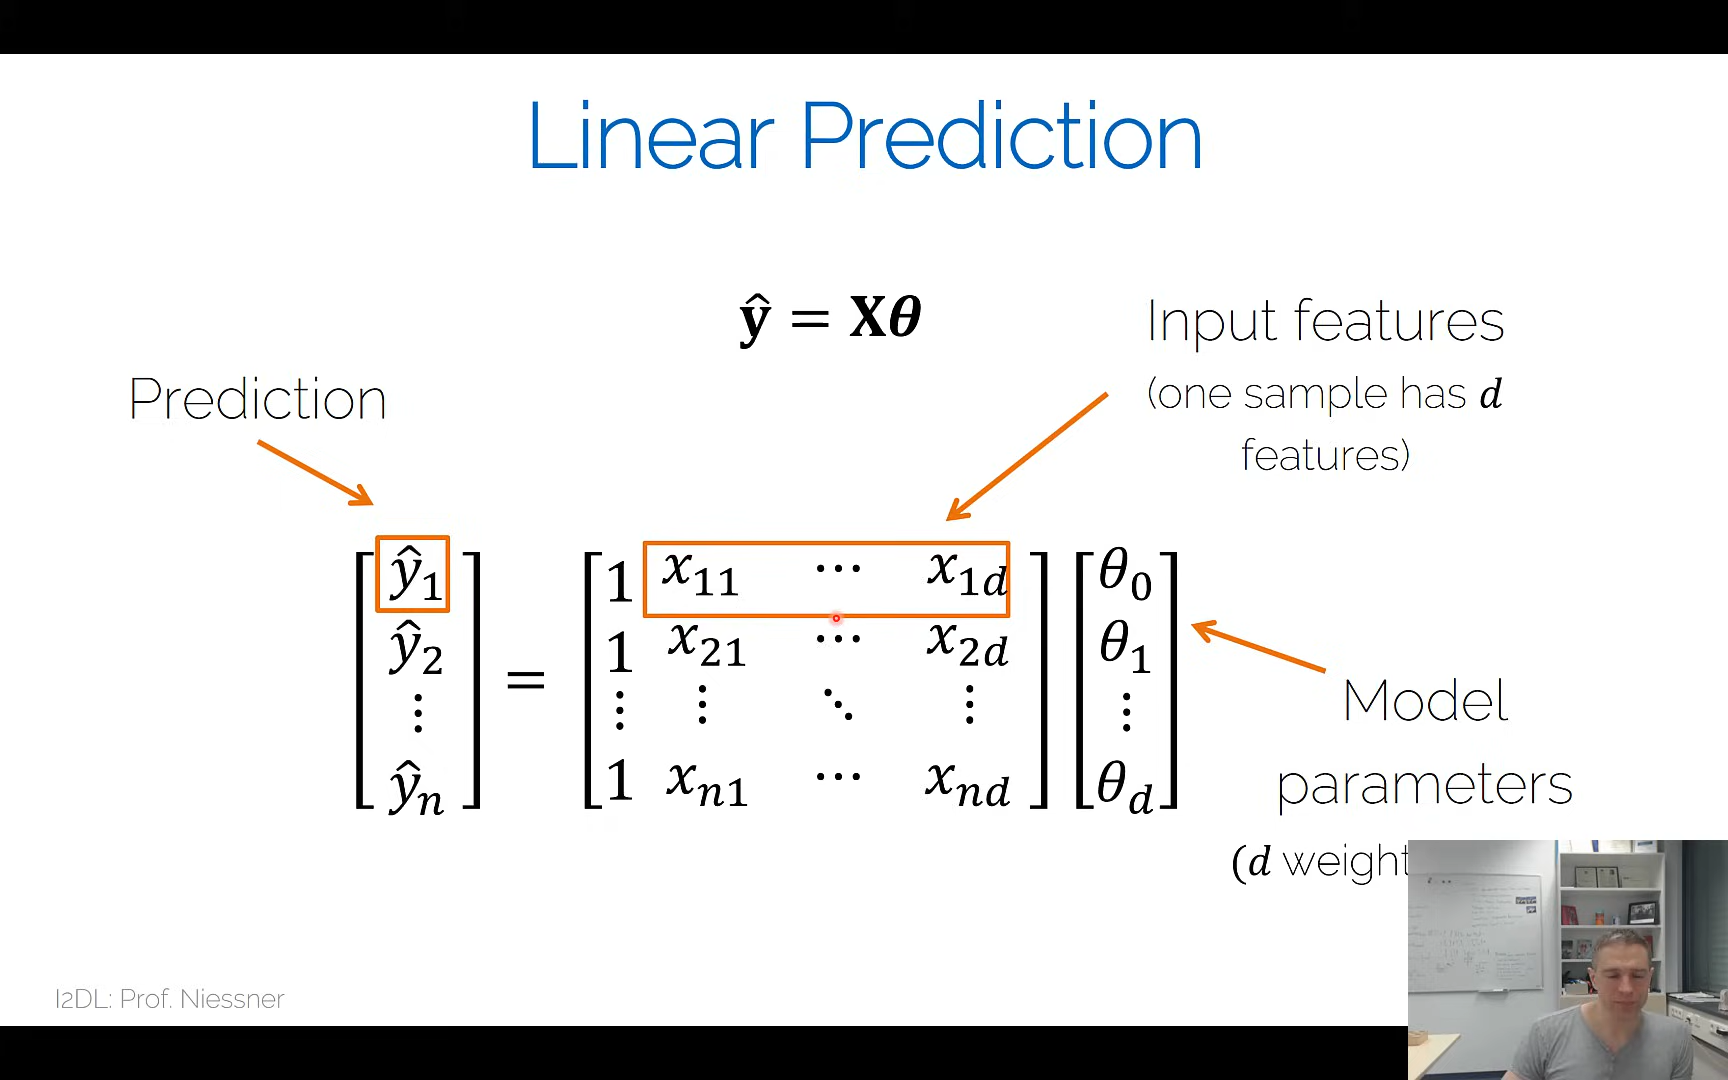 Linear Prediction
ŷ = Xθ
Input features
(one sample has d
features)
Prediction
ŷ₁ 1 x₁₁ ⋯ x₁d θ₀
ŷ₂ 1 x₂₁ ⋯ x₂d θ₁
⋮ = ⋮ ⋮ ⋱ ⋮ ⋮
ŷₙ 1 xₙ₁ ⋯ xₙd θd
Model
parameters
(d weight
I2DL: Prof. Niessner